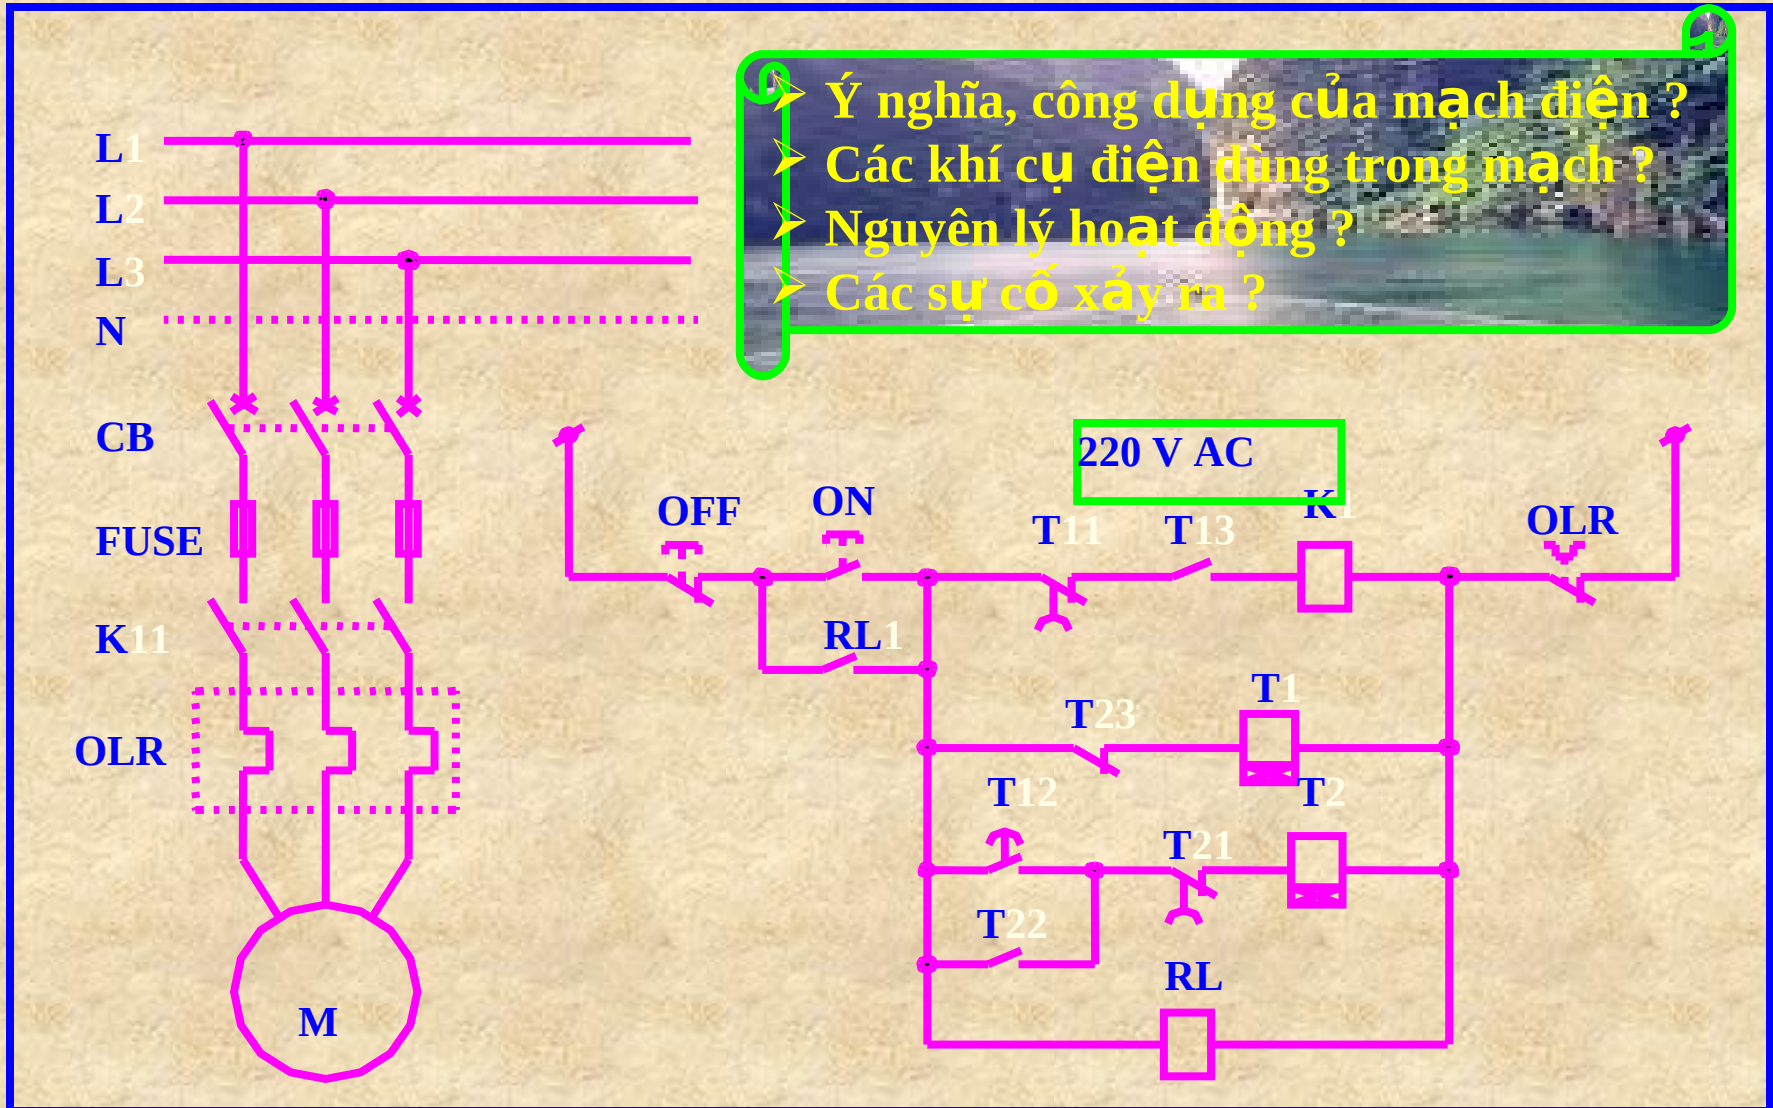 ➢ Ý nghĩa, công dụng của mạch điện ?
➢ Các khí cụ điện dùng trong mạch ?
➢ Nguyên lý hoạt động ?
➢ Các sự cố xảy ra ?
L1
L2
L3
N
CB
FUSE
K11
OLR
M
220 V AC
OFF
ON
T11
T13
K1
OLR
RL1
T23
T1
T12
T2
T21
T22
RL